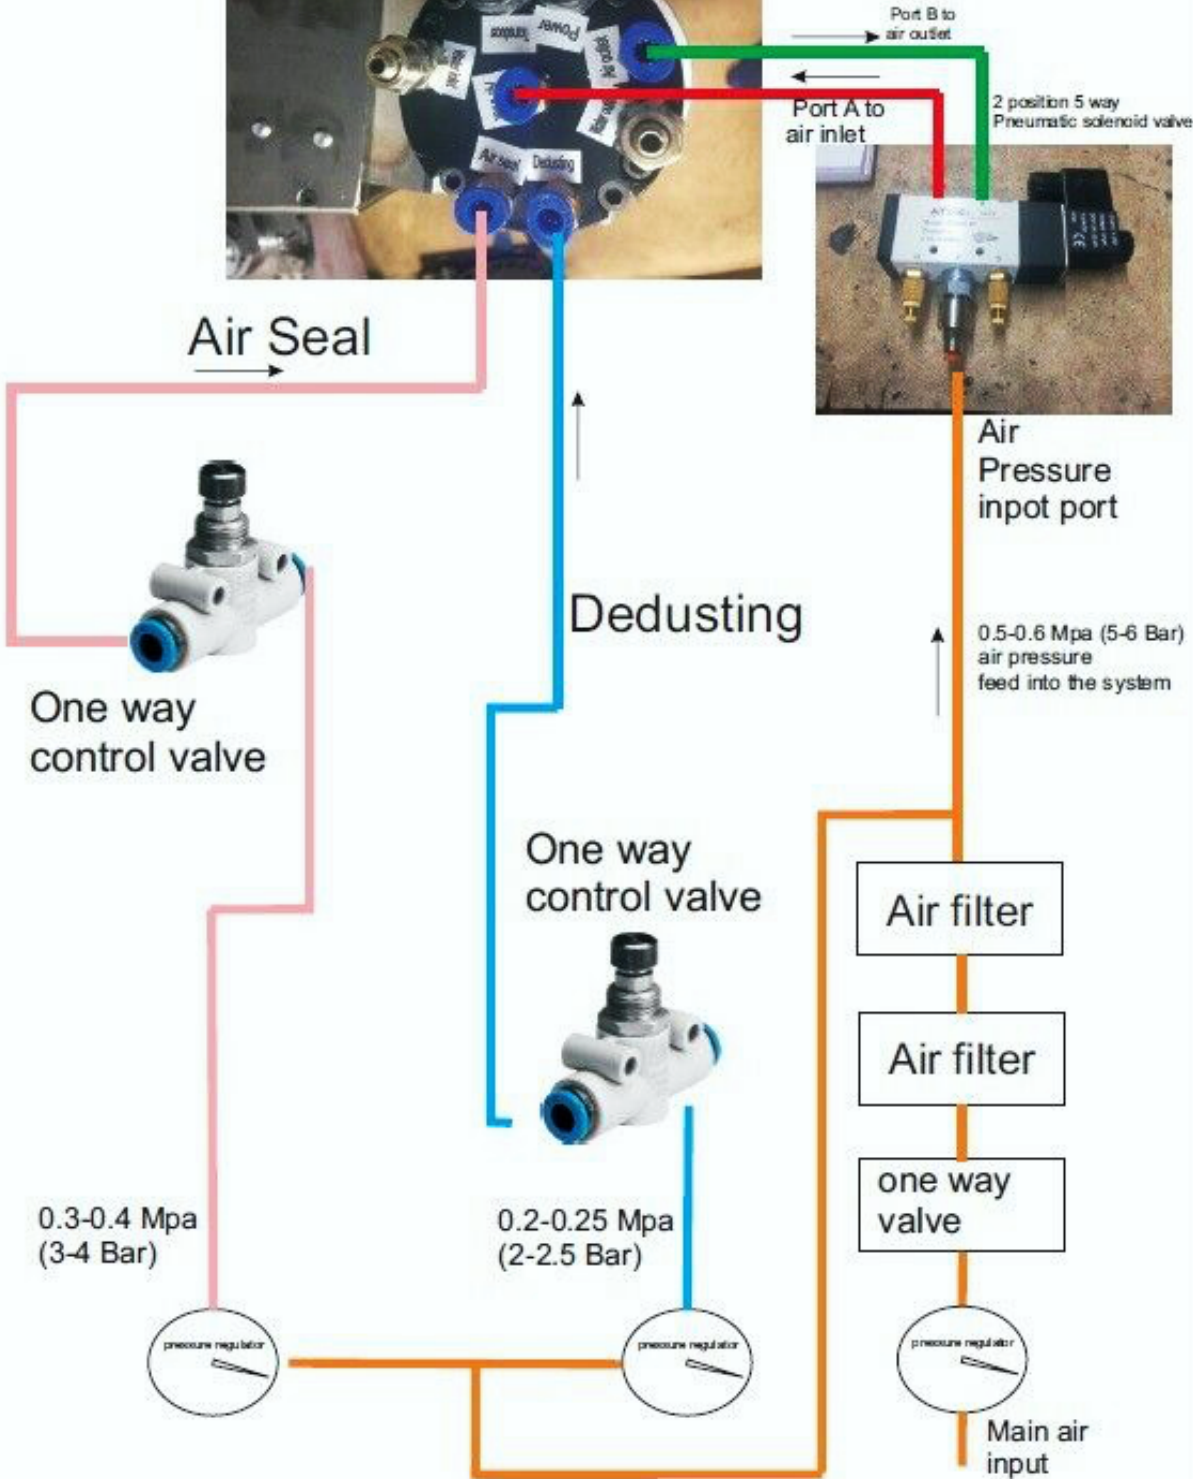 Port B to
air outlet
Power
Port A to
air inlet
2 position 5 way
Pneumatic solenoid valve
Air seal
Dedusting
Air Seal
Air
Pressure
inpot port
Dedusting
0.5-0.6 Mpa (5-6 Bar)
air pressure
feed into the system
One way
control valve
One way
control valve
Air filter
Air filter
one way
valve
0.3-0.4 Mpa
(3-4 Bar)
0.2-0.25 Mpa
(2-2.5 Bar)
pressure regulator
pressure regulator
pressure regulator
Main air
input